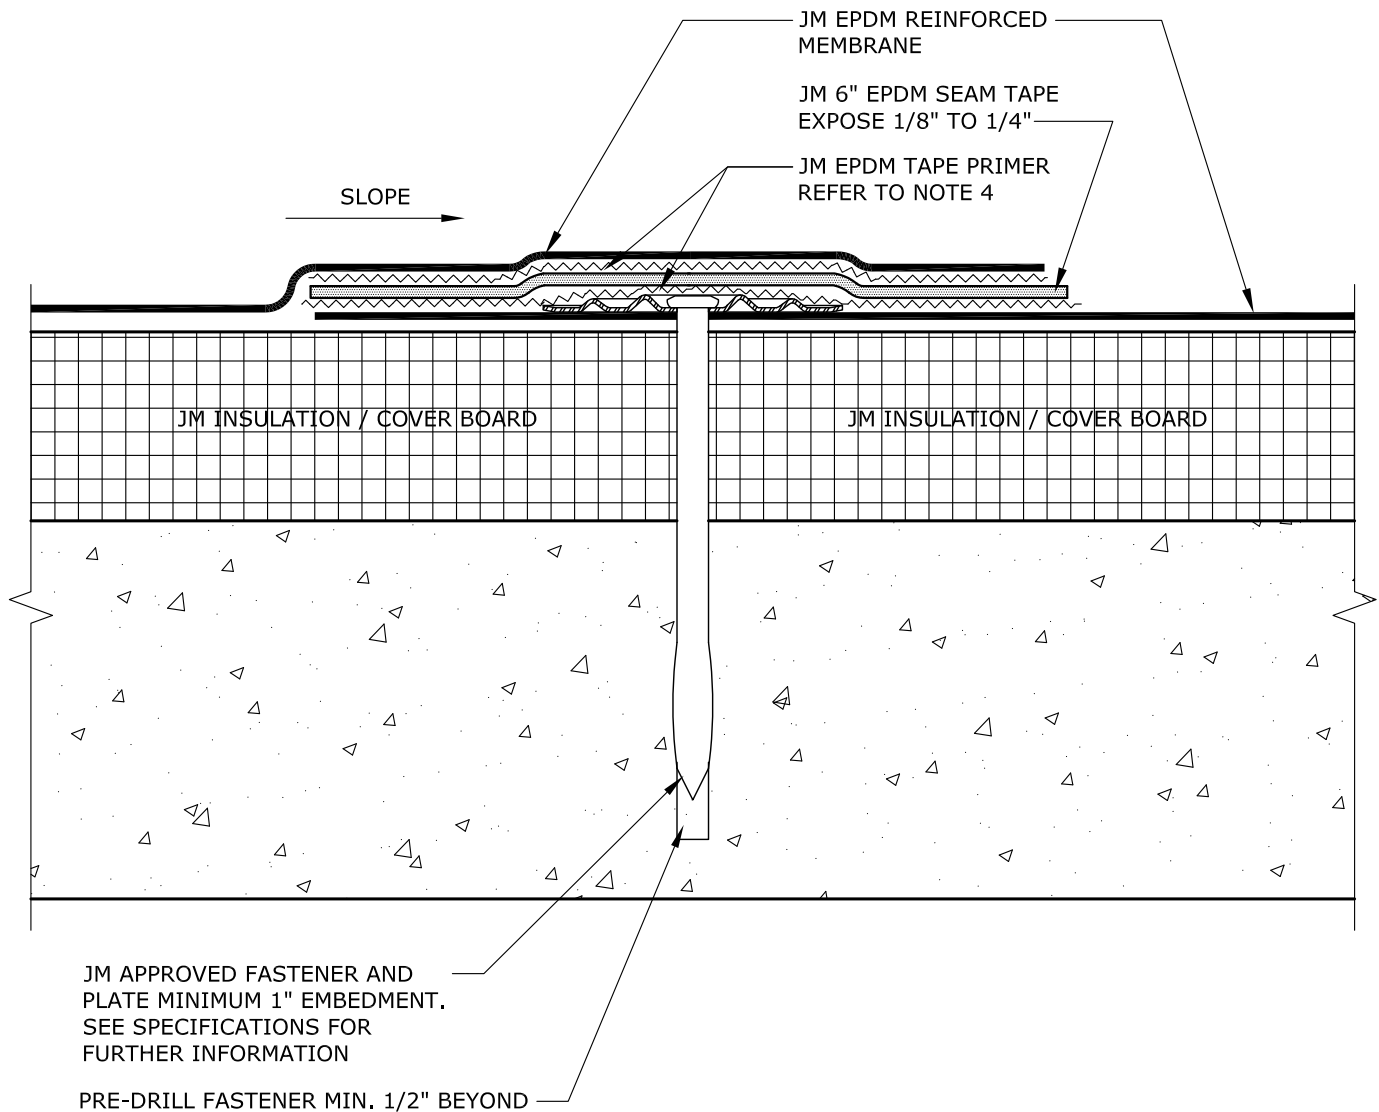 JM EPDM REINFORCED
MEMBRANE
JM 6" EPDM SEAM TAPE
EXPOSE 1/8" TO 1/4"
JM EPDM TAPE PRIMER
REFER TO NOTE 4
SLOPE
JM INSULATION / COVER BOARD
JM INSULATION / COVER BOARD
JM APPROVED FASTENER AND
PLATE MINIMUM 1" EMBEDMENT.
SEE SPECIFICATIONS FOR
FURTHER INFORMATION
PRE-DRILL FASTENER MIN. 1/2" BEYOND